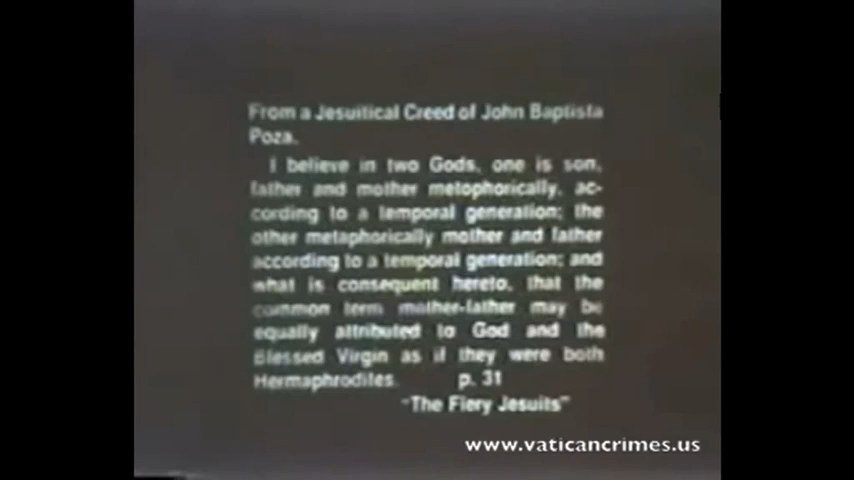 From a Jesuitical Creed of John Baptista
Poza.
I believe in two Gods, one is son,
father and mother metophorically, ac-
cording to a temporal generation; the
other metaphorically mother and father
according to a temporal generation; and
what is consequent hereto, that the
common term mother-father may be
equally attributed to God and the
Blessed Virgin as if they were both
Hermaphrodites. p. 31
"The Fiery Jesuits"
www.vaticancrimes.us